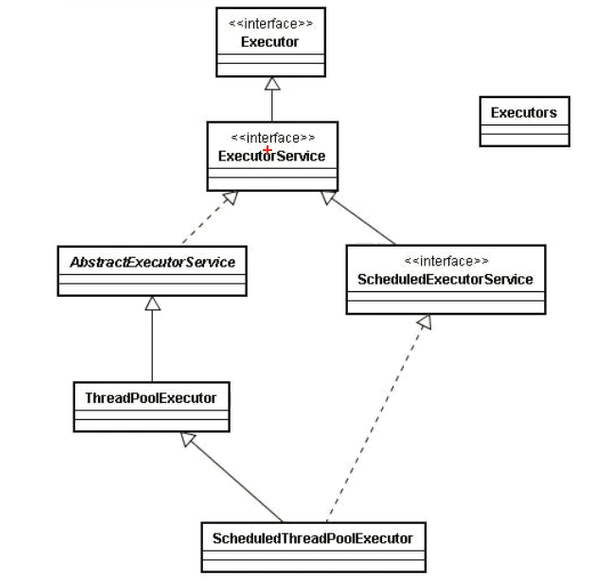 <<interface>>
Executor
<<interface>>
ExecutorService
Executors
AbstractExecutorService
<<interface>>
ScheduledExecutorService
ThreadPoolExecutor
ScheduledThreadPoolExecutor